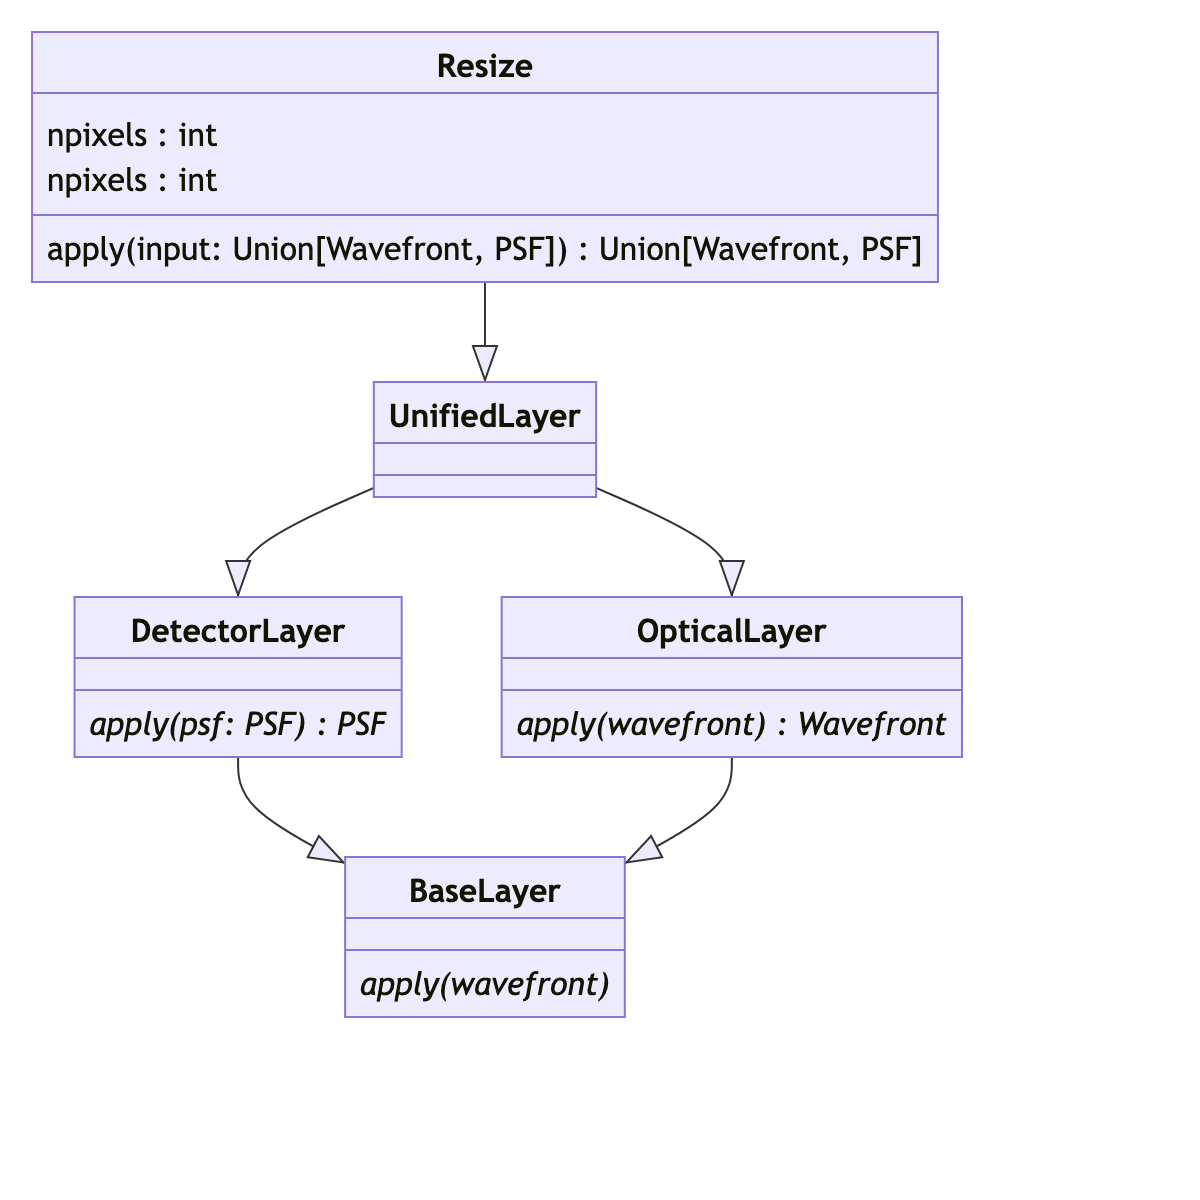 Resize
npixels : int
npixels : int
apply(input: Union[Wavefront, PSF]) : Union[Wavefront, PSF]
UnifiedLayer
DetectorLayer
apply(psf: PSF) : PSF
OpticalLayer
apply(wavefront) : Wavefront
BaseLayer
apply(wavefront)